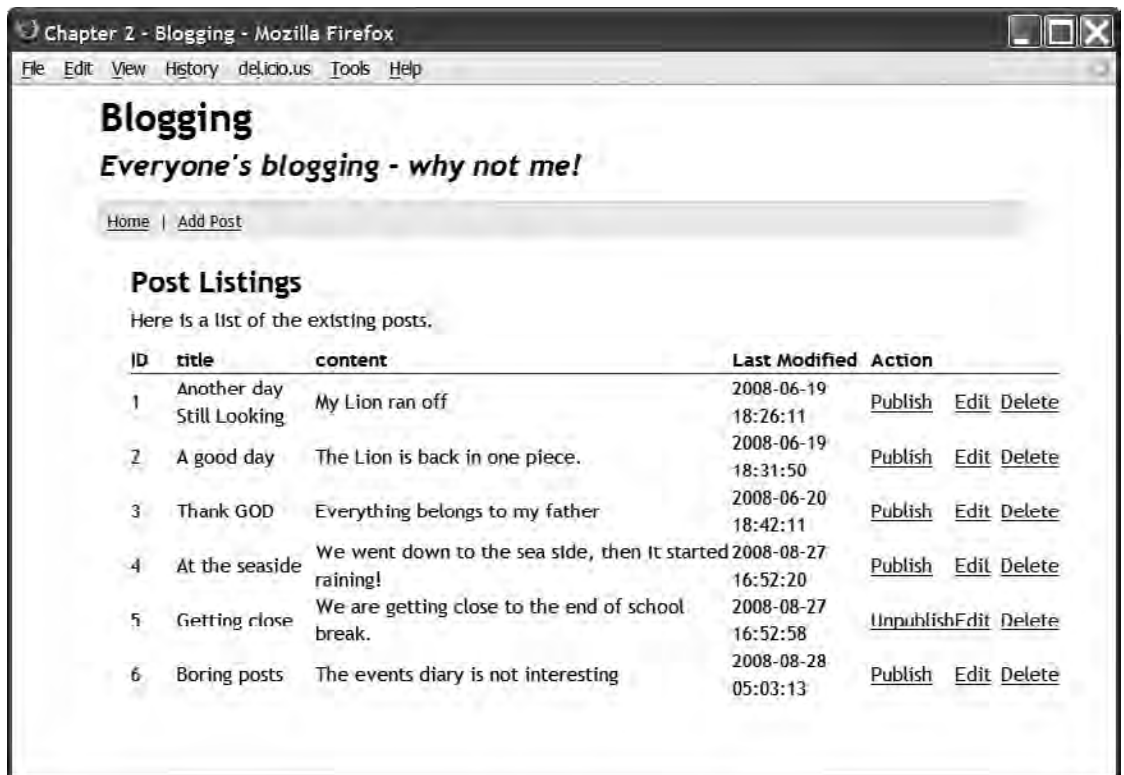 Chapter 2 - Blogging - Mozilla Firefox
File Edit View History del.icio.us Tools Help
Blogging
Everyone's blogging - why not me!
Home | Add Post
Post Listings
Here is a list of the existing posts.
ID title content Last Modified Action
1 Another day Still Looking My Lion ran off 2008-06-19 18:26:11 Publish Edit Delete
2 A good day The Lion is back in one piece. 2008-06-19 18:31:50 Publish Edit Delete
3 Thank GOD Everything belongs to my father 2008-06-20 18:42:11 Publish Edit Delete
4 At the seaside We went down to the sea side, then it started raining! 2008-08-27 16:52:20 Publish Edit Delete
5 Getting close We are getting close to the end of school break. 2008-08-27 16:52:58 Unpublish Edit Delete
6 Boring posts The events diary is not interesting 2008-08-28 05:03:13 Publish Edit Delete